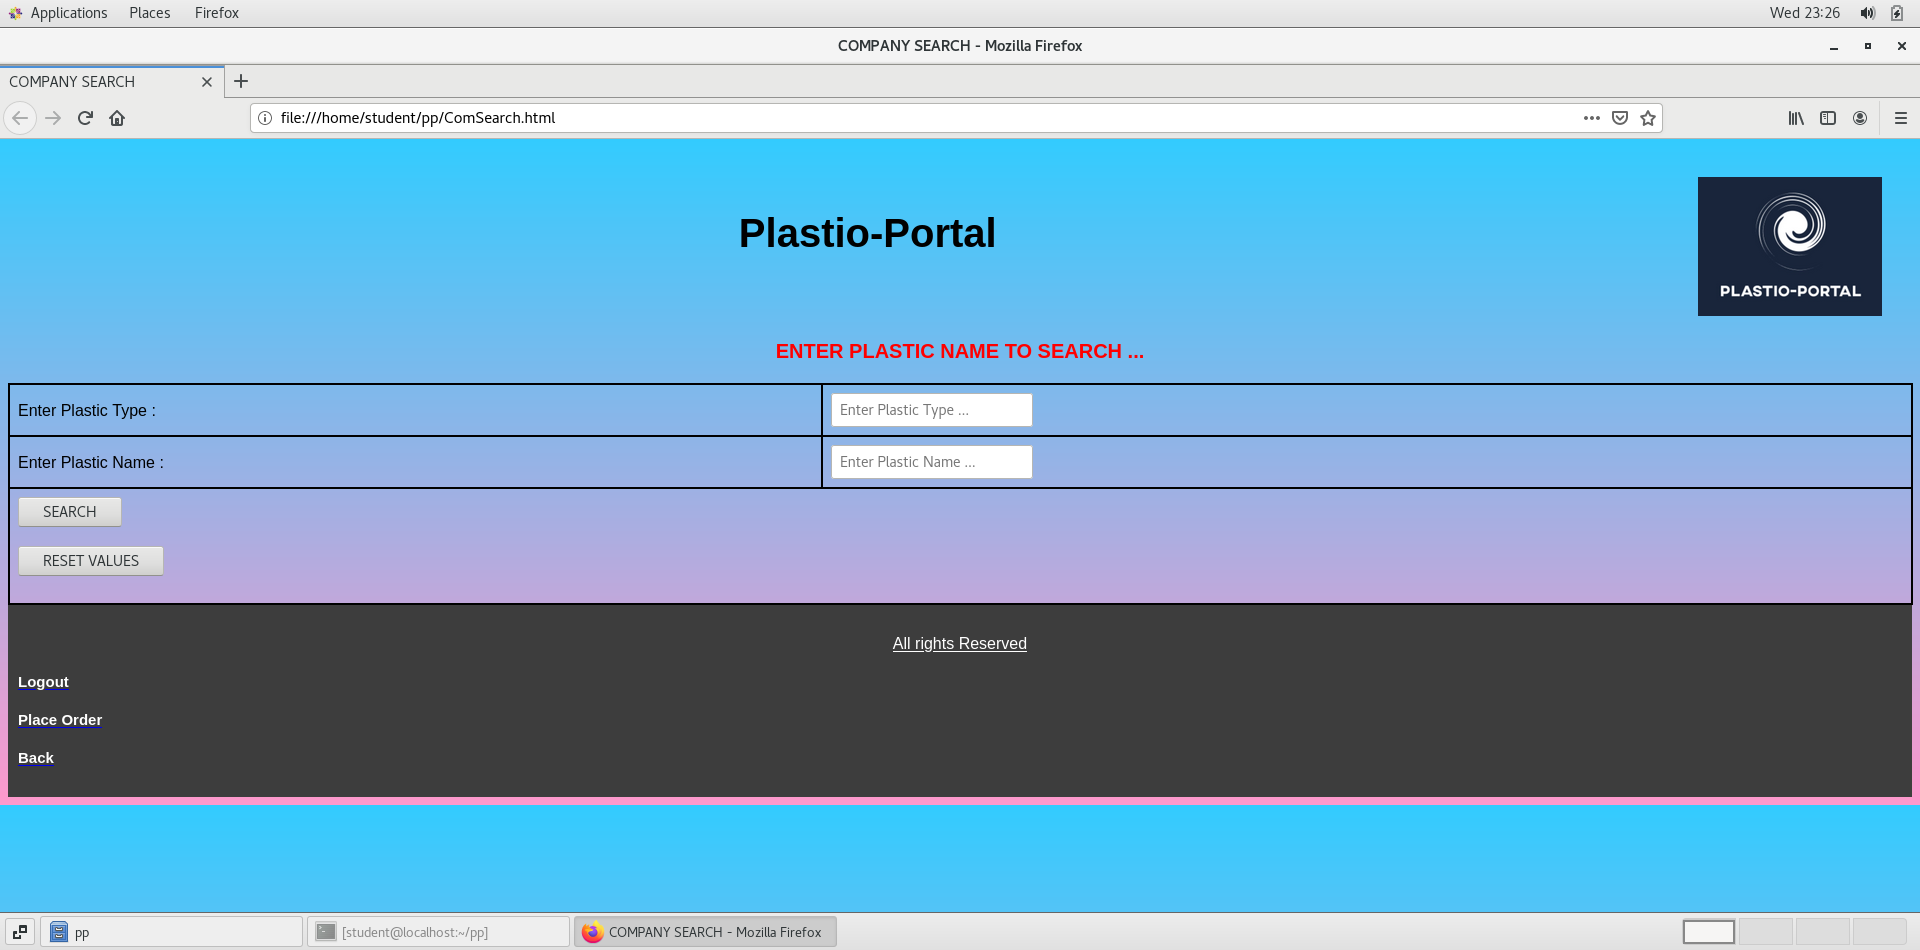 Applications Places Firefox Wed 23:26
COMPANY SEARCH - Mozilla Firefox
COMPANY SEARCH
file:///home/student/pp/ComSearch.html
Plastio-Portal
PLASTIO-PORTAL
ENTER PLASTIC NAME TO SEARCH ...
Enter Plastic Type : Enter Plastic Type ...
Enter Plastic Name : Enter Plastic Name ...
SEARCH
RESET VALUES
All rights Reserved
Logout
Place Order
Back
pp [student@localhost:~/pp] COMPANY SEARCH - Mozilla Firefox